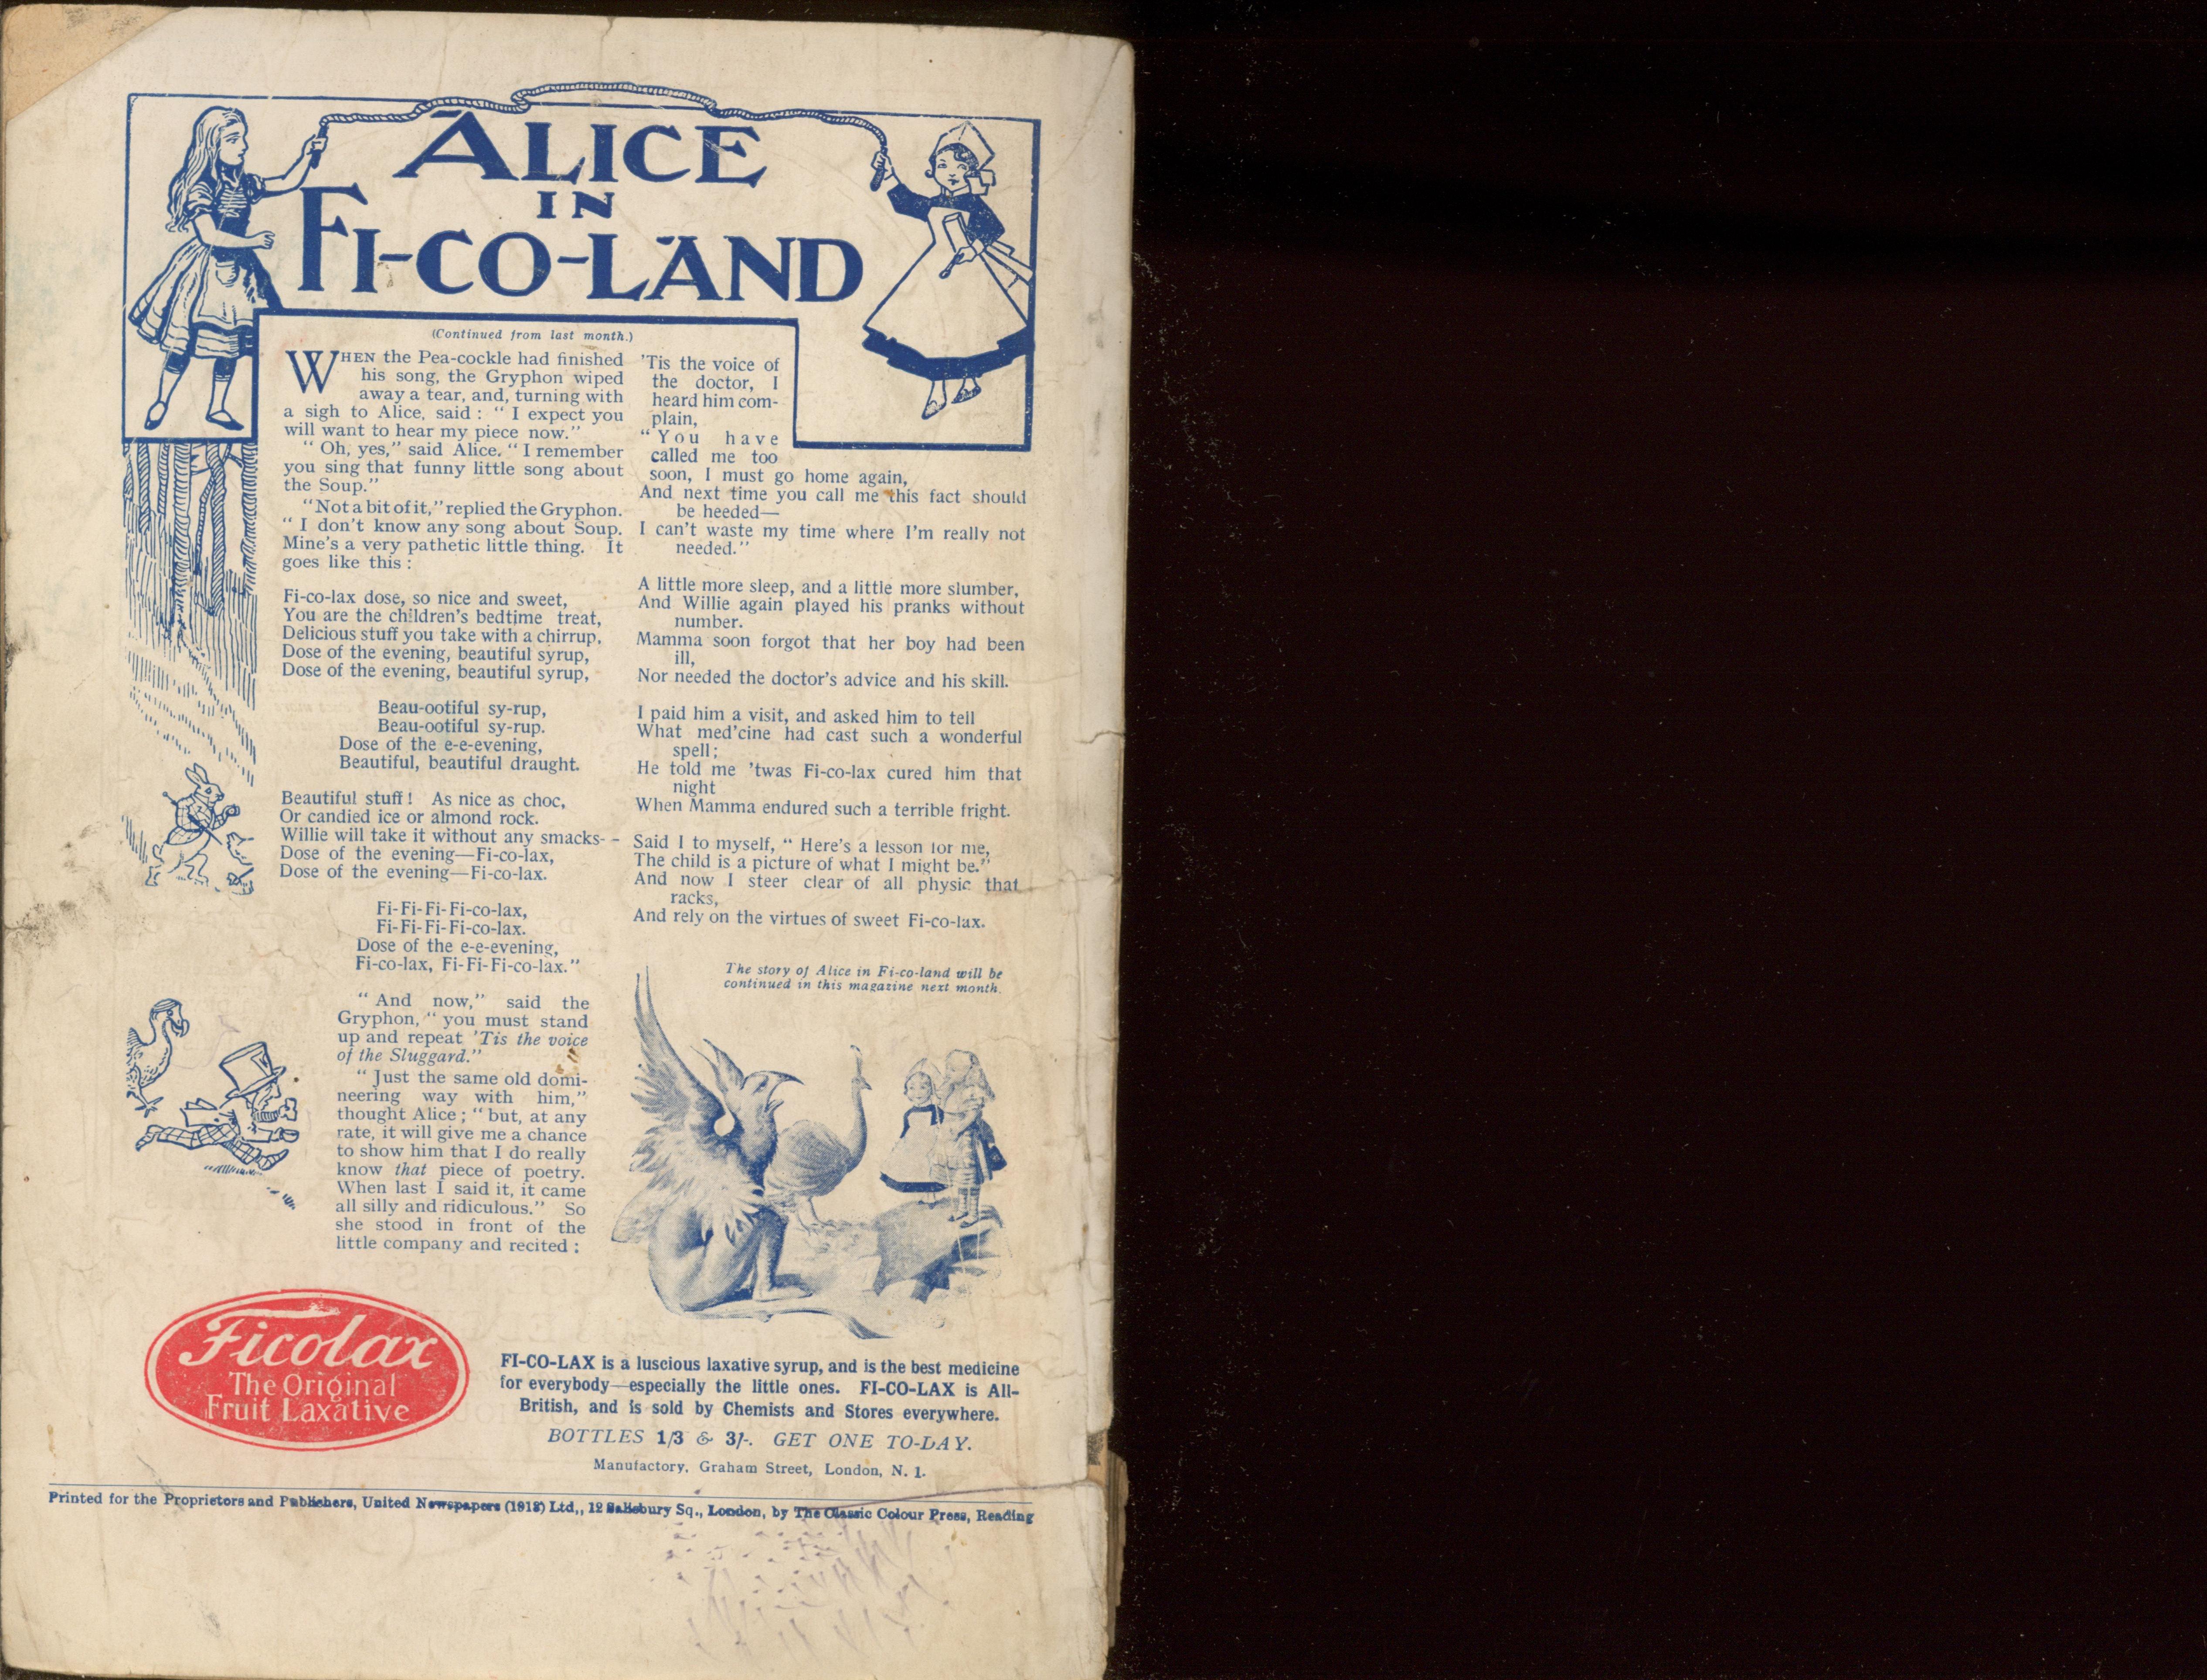 ALICE
IN
FI-CO-LAND
(Continued from last month.)
WHEN the Pea-cockle had finished
his song, the Gryphon wiped
away a tear, and, turning with
a sigh to Alice, said : “ I expect you
will want to hear my piece now.”
“ Oh, yes,” said Alice. “ I remember
you sing that funny little song about
the Soup.”
“Not a bit of it,” replied the Gryphon.
“ I don't know any song about Soup.
Mine's a very pathetic little thing. It
goes like this :
Fi-co-lax dose, so nice and sweet,
You are the children's bedtime treat,
Delicious stuff you take with a chirrup,
Dose of the evening, beautiful syrup,
Dose of the evening, beautiful syrup,
Beau-ootiful sy-rup,
Beau-ootiful sy-rup.
Dose of the e-e-evening,
Beautiful, beautiful draught.
Beautiful stuff! As nice as choc,
Or candied ice or almond rock.
Willie will take it without any smacks--
Dose of the evening—Fi-co-lax,
Dose of the evening—Fi-co-lax.
Fi-Fi-Fi-Fi-co-lax,
Fi-Fi-Fi-Fi-co-lax.
Dose of the e-e-evening,
Fi-co-lax, Fi-Fi-Fi-co-lax.”
“ And now,” said the
Gryphon, “ you must stand
up and repeat 'Tis the voice
of the Sluggard.”
“ Just the same old domi-
neering way with him,”
thought Alice ; “ but, at any
rate, it will give me a chance
to show him that I do really
know that piece of poetry.
When last I said it, it came
all silly and ridiculous.” So
she stood in front of the
little company and recited :
'Tis the voice of
the doctor, I
heard him com-
plain,
“ You have
called me too
soon, I must go home again,
And next time you call me this fact should
be heeded—
I can't waste my time where I'm really not
needed.”
A little more sleep, and a little more slumber,
And Willie again played his pranks without
number.
Mamma soon forgot that her boy had been
ill,
Nor needed the doctor's advice and his skill.
I paid him a visit, and asked him to tell
What med'cine had cast such a wonderful
spell;
He told me 'twas Fi-co-lax cured him that
night
When Mamma endured such a terrible fright.
Said I to myself, “ Here's a lesson for me,
The child is a picture of what I might be.”
And now I steer clear of all physic that
racks,
And rely on the virtues of sweet Fi-co-lax.
The story of Alice in Fi-co-land will be
continued in this magazine next month.
Ficolax
The Original
Fruit Laxative
FI-CO-LAX is a luscious laxative syrup, and is the best medicine
for everybody—especially the little ones. FI-CO-LAX is All-
British, and is sold by Chemists and Stores everywhere.
BOTTLES 1/3 & 3/-. GET ONE TO-DAY.
Manufactory, Graham Street, London, N. 1.
Printed for the Proprietors and Publishers, United Newspapers (1918) Ltd., 12 Salisbury Sq., London, by The Classic Colour Press, Reading